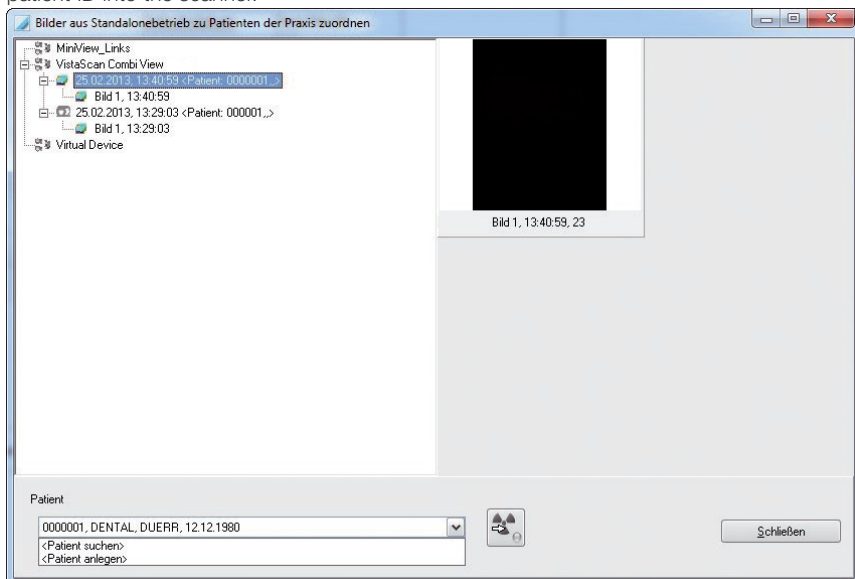 patient ID into the scanner.
Bilder aus Standalonebetrieb zu Patienten der Praxis zuordnen
MiniView_Links
VistaScan Combi View
25.02.2013, 13:40:59 <Patient: 0000001,,>
Bild 1, 13:40:59
25.02.2013, 13:29:03 <Patient: 000001,,>
Bild 1, 13:29:03
Virtual Device
Bild 1, 13:40:59, 23
Patient
0000001, DENTAL, DUERR, 12.12.1980
<Patient suchen>
<Patient anlegen>
Schließen